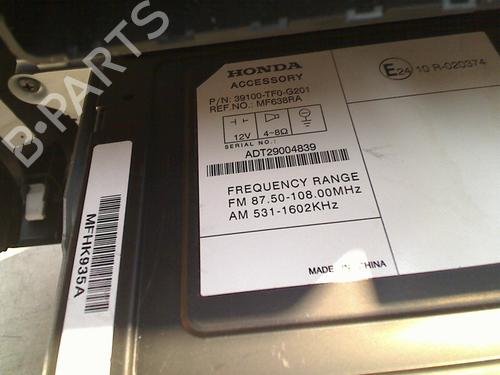 B-PARTS
HONDA
ACCESSORY
P/N: 39100-TF0-G201
REF.NO.: MF638RA
12V 4-8Ω
SERIAL NO.:
ADT29004839
FREQUENCY RANGE
FM 87.50-108.00MHz
AM 531-1602KHz
MADE IN CHINA
E24 10 R-020374
MFHK935A